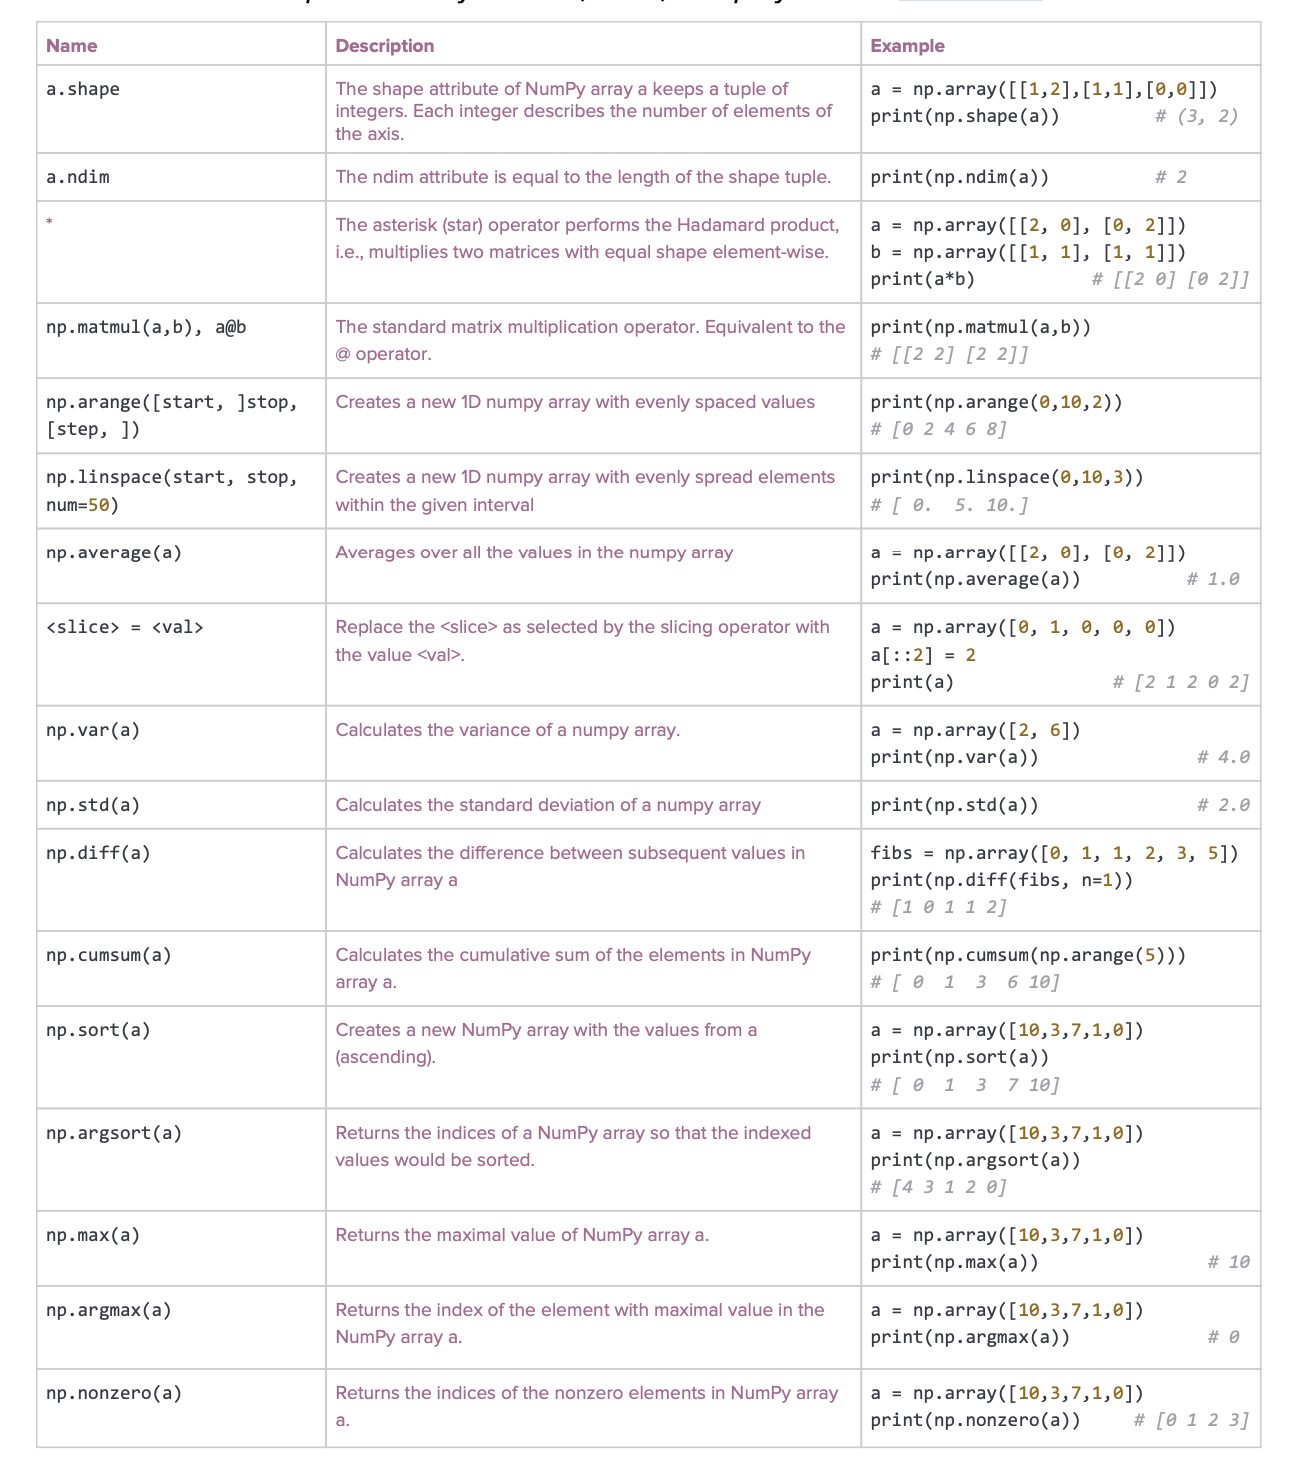 Name
Description
Example
a.shape
The shape attribute of NumPy array a keeps a tuple of
integers. Each integer describes the number of elements of
the axis.
a = np.array([[1,2],[1,1],[0,0]])
print(np.shape(a)) # (3, 2)
a.ndim
The ndim attribute is equal to the length of the shape tuple.
print(np.ndim(a)) # 2
*
The asterisk (star) operator performs the Hadamard product,
i.e., multiplies two matrices with equal shape element-wise.
a = np.array([[2, 0], [0, 2]])
b = np.array([[1, 1], [1, 1]])
print(a*b) # [[2 0] [0 2]]
np.matmul(a,b), a@b
The standard matrix multiplication operator. Equivalent to the
@ operator.
print(np.matmul(a,b))
# [[2 2] [2 2]]
np.arange([start, ]stop,
[step, ])
Creates a new 1D numpy array with evenly spaced values
print(np.arange(0,10,2))
# [0 2 4 6 8]
np.linspace(start, stop,
num=50)
Creates a new 1D numpy array with evenly spread elements
within the given interval
print(np.linspace(0,10,3))
# [ 0. 5. 10.]
np.average(a)
Averages over all the values in the numpy array
a = np.array([[2, 0], [0, 2]])
print(np.average(a)) # 1.0
<slice> = <val>
Replace the <slice> as selected by the slicing operator with
the value <val>.
a = np.array([0, 1, 0, 0, 0])
a[::2] = 2
print(a) # [2 1 2 0 2]
np.var(a)
Calculates the variance of a numpy array.
a = np.array([2, 6])
print(np.var(a)) # 4.0
np.std(a)
Calculates the standard deviation of a numpy array
print(np.std(a)) # 2.0
np.diff(a)
Calculates the difference between subsequent values in
NumPy array a
fibs = np.array([0, 1, 1, 2, 3, 5])
print(np.diff(fibs, n=1))
# [1 0 1 1 2]
np.cumsum(a)
Calculates the cumulative sum of the elements in NumPy
array a.
print(np.cumsum(np.arange(5)))
# [ 0 1 3 6 10]
np.sort(a)
Creates a new NumPy array with the values from a
(ascending).
a = np.array([10,3,7,1,0])
print(np.sort(a))
# [ 0 1 3 7 10]
np.argsort(a)
Returns the indices of a NumPy array so that the indexed
values would be sorted.
a = np.array([10,3,7,1,0])
print(np.argsort(a))
# [4 3 1 2 0]
np.max(a)
Returns the maximal value of NumPy array a.
a = np.array([10,3,7,1,0])
print(np.max(a)) # 10
np.argmax(a)
Returns the index of the element with maximal value in the
NumPy array a.
a = np.array([10,3,7,1,0])
print(np.argmax(a)) # 0
np.nonzero(a)
Returns the indices of the nonzero elements in NumPy array
a.
a = np.array([10,3,7,1,0])
print(np.nonzero(a)) # [0 1 2 3]